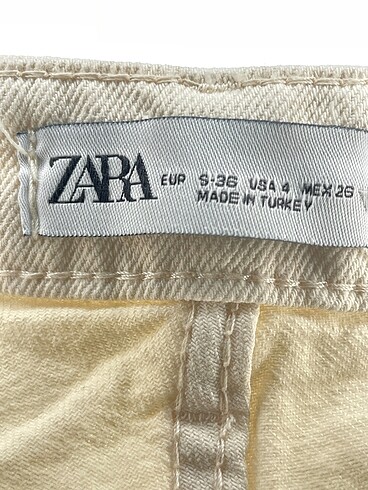 ZARA EUR S-36 USA 4 MEX 26
MADE IN TURKEY